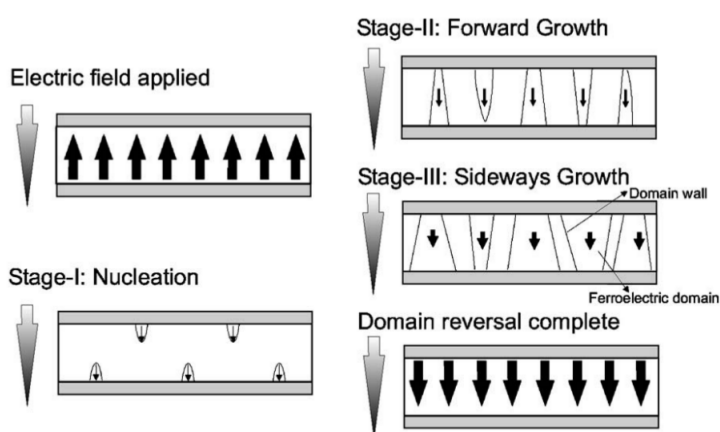 Electric field applied
Stage-I: Nucleation
Stage-II: Forward Growth
Stage-III: Sideways Growth
Domain wall
Ferroelectric domain
Domain reversal complete